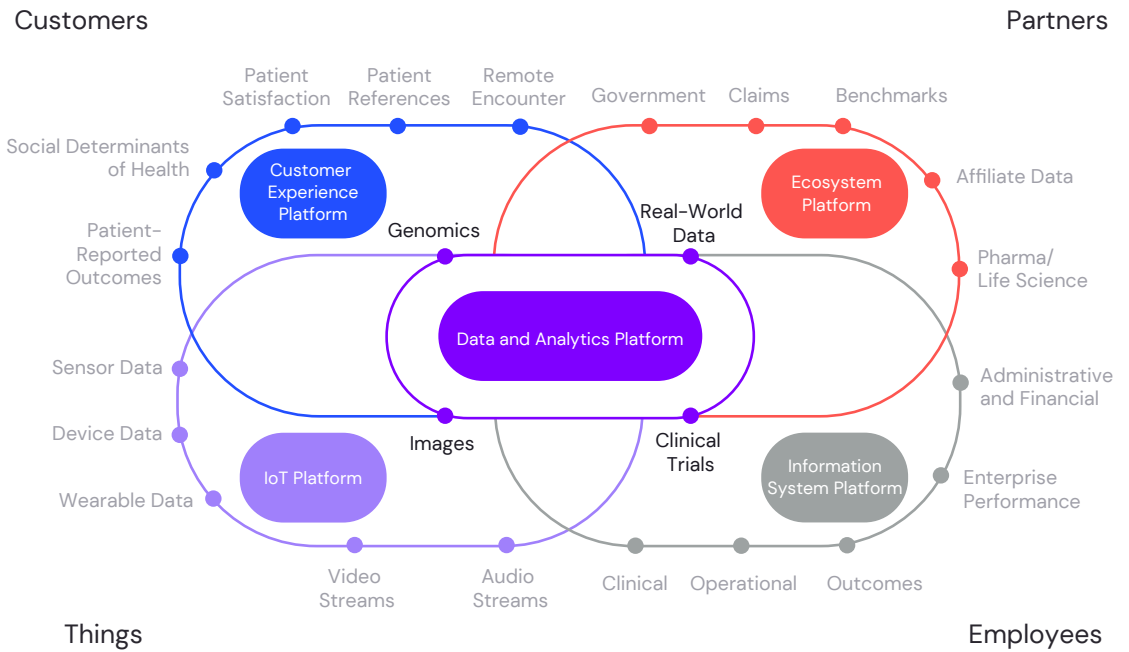 Customers
Partners
Patient
Satisfaction
Patient
References
Remote
Encounter
Government
Claims
Benchmarks
Social Determinants
of Health
Customer
Experience
Platform
Ecosystem
Platform
Affiliate Data
Patient-
Reported
Outcomes
Genomics
Real-World
Data
Pharma/
Life Science
Data and Analytics Platform
Sensor Data
Administrative
and Financial
Device Data
Images
Clinical
Trials
Wearable Data
IoT Platform
Information
System Platform
Enterprise
Performance
Video
Streams
Audio
Streams
Clinical
Operational
Outcomes
Things
Employees